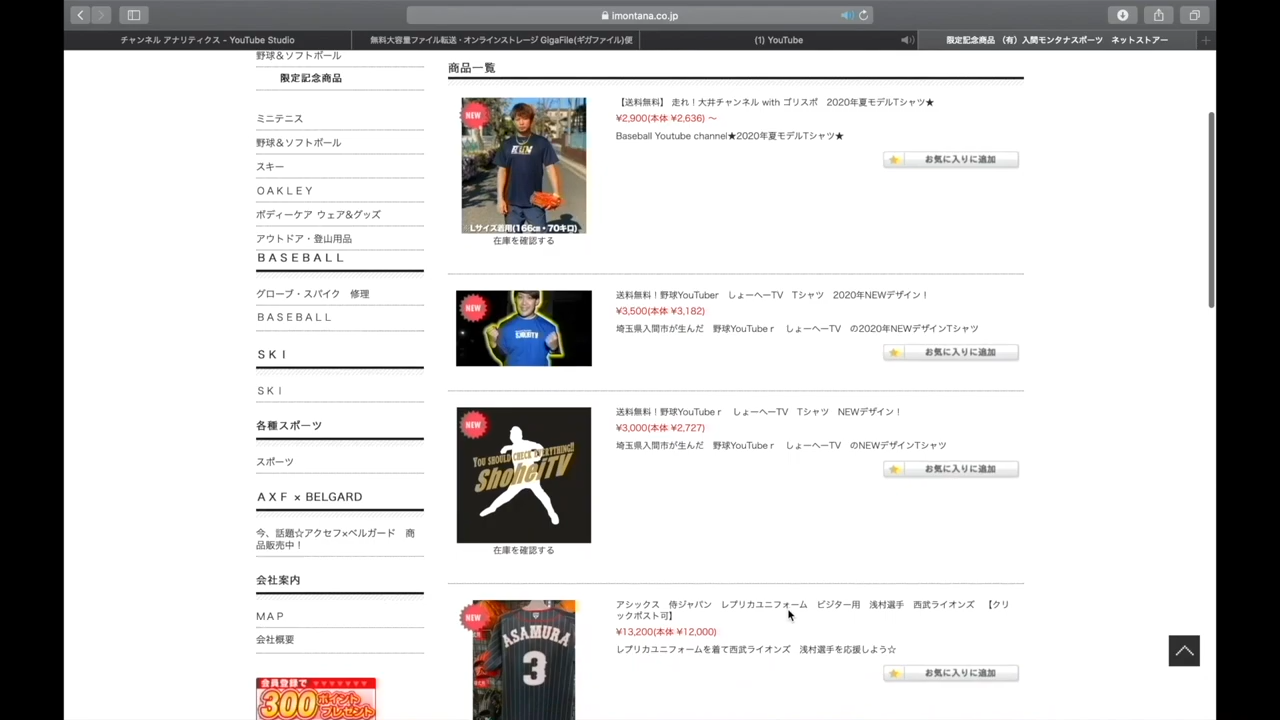 imontana.co.jp
チャンネル アナリティクス - YouTube Studio
無料大容量ファイル転送・オンラインストレージ GigaFile(ギガファイル)便
(1) YouTube
限定記念商品 (有)入間モンタナスポーツ ネットストアー
野球＆ソフトボール
限定記念商品
ミニテニス
野球＆ソフトボール
スキー
ＯＡＫＬＥＹ
ボディーケア ウェア&グッズ
アウトドア・登山用品
ＢＡＳＥＢＡＬＬ
グローブ・スパイク　修理
ＢＡＳＥＢＡＬＬ
ＳＫＩ
ＳＫＩ
各種スポーツ
スポーツ
ＡＸＦ × BELGARD
今、話題☆アクセフ×ベルガード　商
品販売中！
会社案内
ＭＡＰ
会社概要
会員登録で
300ポイント
プレゼント
商品一覧
NEW
RUN
Lサイズ着用(166㎝・70キロ)
在庫を確認する
【送料無料】 走れ！大井チャンネル with ゴリスポ　2020年夏モデルTシャツ★
¥2,900(本体 ¥2,636) ～
Baseball Youtube channel★2020年夏モデルTシャツ★
お気に入りに追加
NEW
SHOHEITV
送料無料！野球YouTuber　しょーへーTV　Tシャツ　2020年NEWデザイン！
¥3,500(本体 ¥3,182)
埼玉県入間市が生んだ　野球YouTubeｒ　しょーへーTV　の2020年NEWデザインTシャツ
お気に入りに追加
NEW
YOU SHOULD CHECK EVERYTHING!!
ShoheiTV
在庫を確認する
送料無料！野球YouTubeｒ　しょーへーTV　Tシャツ　NEWデザイン！
¥3,000(本体 ¥2,727)
埼玉県入間市が生んだ　野球YouTubeｒ　しょーへーTV　のNEWデザインTシャツ
お気に入りに追加
NEW
ASAMURA
3
アシックス　侍ジャパン　レプリカユニフォーム　ビジター用　浅村選手　西武ライオンズ　【クリ
ックポスト可】
¥13,200(本体 ¥12,000)
レプリカユニフォームを着て西武ライオンズ　浅村選手を応援しよう☆
お気に入りに追加